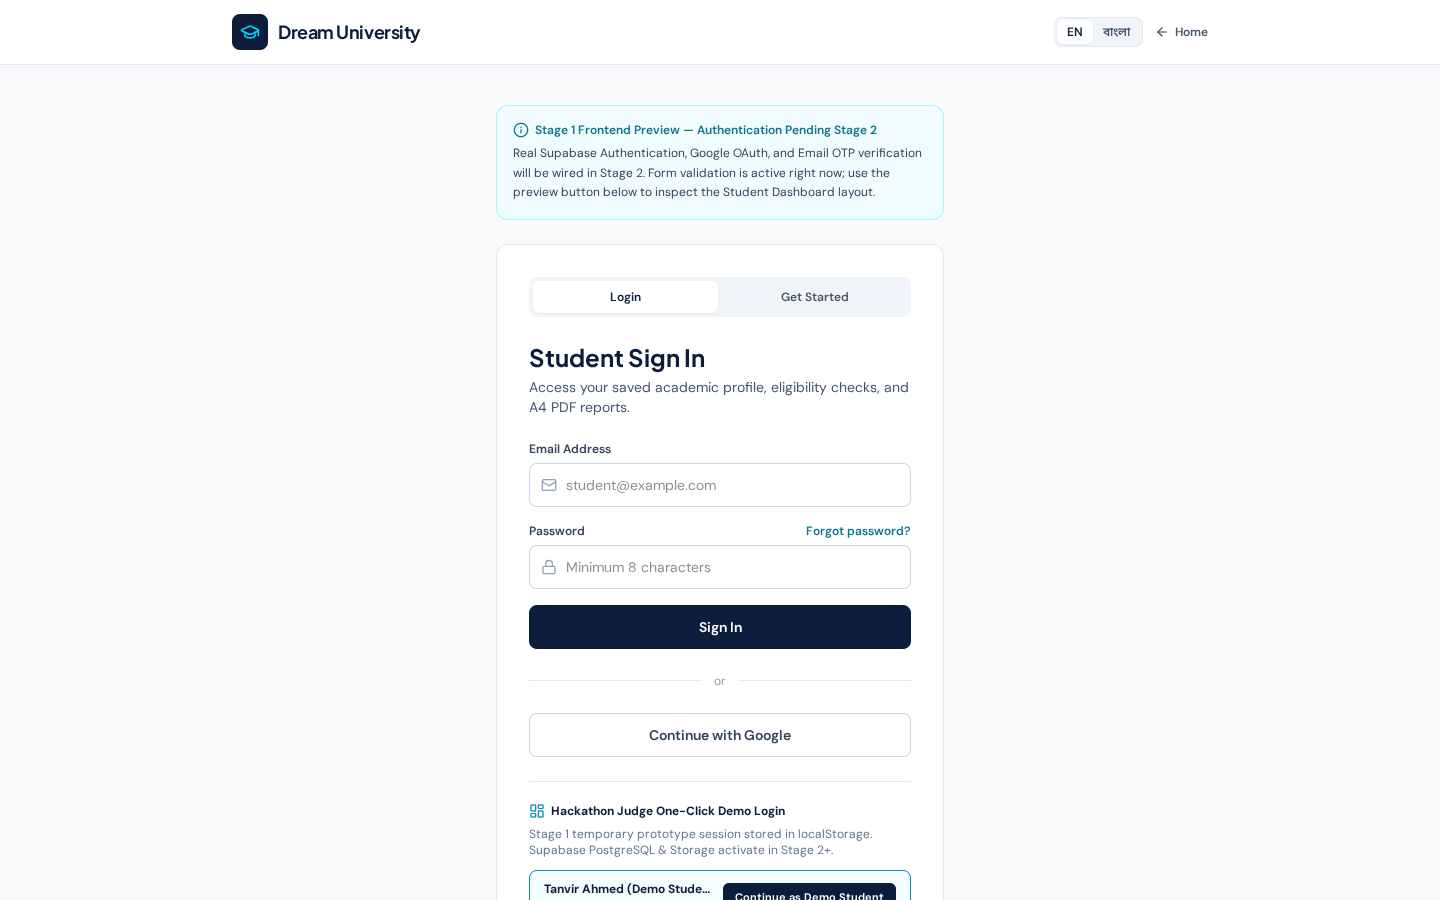 Dream University
EN
বাংলা
Home
Stage 1 Frontend Preview — Authentication Pending Stage 2
Real Supabase Authentication, Google OAuth, and Email OTP verification
will be wired in Stage 2. Form validation is active right now; use the
preview button below to inspect the Student Dashboard layout.
Login
Get Started
Student Sign In
Access your saved academic profile, eligibility checks, and
A4 PDF reports.
Email Address
student@example.com
Password
Forgot password?
Minimum 8 characters
Sign In
or
Continue with Google
Hackathon Judge One-Click Demo Login
Stage 1 temporary prototype session stored in localStorage.
Supabase PostgreSQL & Storage activate in Stage 2+.
Tanvir Ahmed (Demo Stude...
Continue as Demo Student